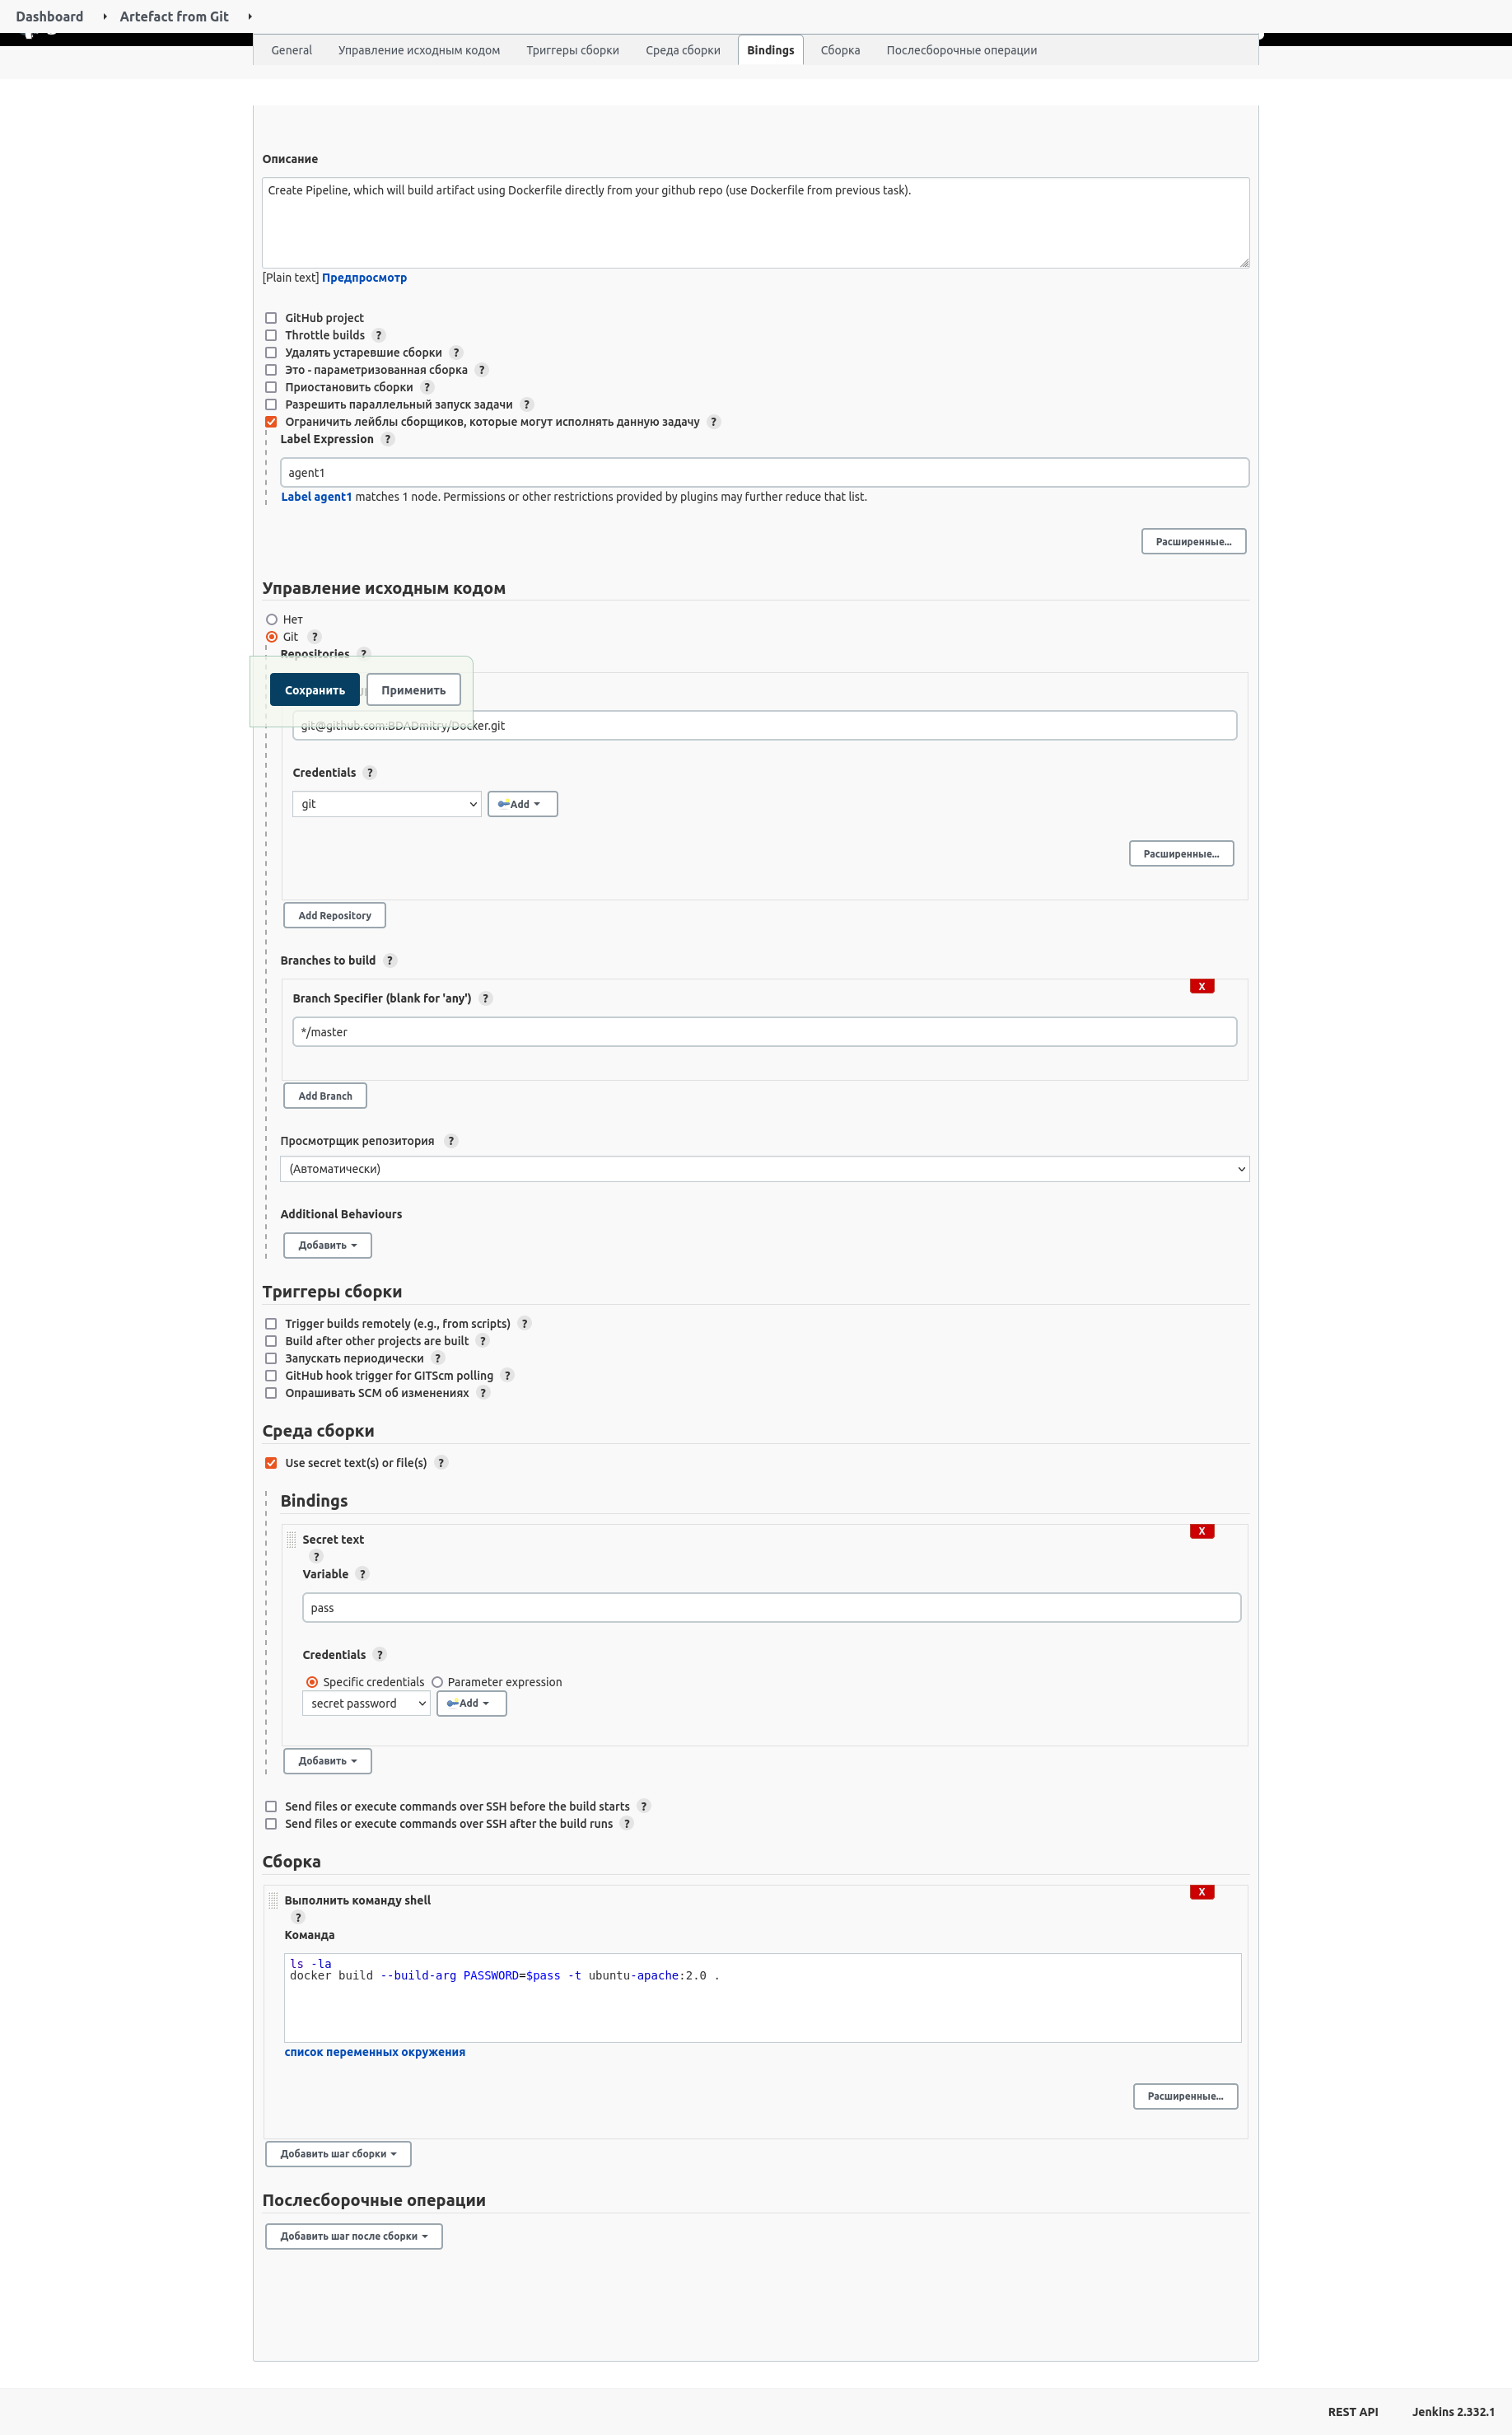 Dashboard Artefact from Git
General Управление исходным кодом Триггеры сборки Среда сборки Bindings Сборка Послесборочные операции
Описание
Create Pipeline, which will build artifact using Dockerfile directly from your github repo (use Dockerfile from previous task).
[Plain text] Предпросмотр
GitHub project
Throttle builds ?
Удалять устаревшие сборки ?
Это - параметризованная сборка ?
Приостановить сборки ?
Разрешить параллельный запуск задачи ?
Ограничить лейблы сборщиков, которые могут исполнять данную задачу ?
Label Expression ?
agent1
Label agent1 matches 1 node. Permissions or other restrictions provided by plugins may further reduce that list.
Расширенные...
Управление исходным кодом
Нет
Git ?
Repositories ?
Сохранить Применить
git@github.com:BDADmitry/Docker.git
Credentials ?
git Add
Расширенные...
Add Repository
Branches to build ?
X
Branch Specifier (blank for 'any') ?
*/master
Add Branch
Просмотрщик репозитория ?
(Автоматически)
Additional Behaviours
Добавить
Триггеры сборки
Trigger builds remotely (e.g., from scripts) ?
Build after other projects are built ?
Запускать периодически ?
GitHub hook trigger for GITScm polling ?
Опрашивать SCM об изменениях ?
Среда сборки
Use secret text(s) or file(s) ?
Bindings
X
Secret text
?
Variable ?
pass
Credentials ?
Specific credentials Parameter expression
secret password Add
Добавить
Send files or execute commands over SSH before the build starts ?
Send files or execute commands over SSH after the build runs ?
Сборка
X
Выполнить команду shell
?
Команда
ls -la
docker build --build-arg PASSWORD=$pass -t ubuntu-apache:2.0 .
список переменных окружения
Расширенные...
Добавить шаг сборки
Послесборочные операции
Добавить шаг после сборки
REST API Jenkins 2.332.1